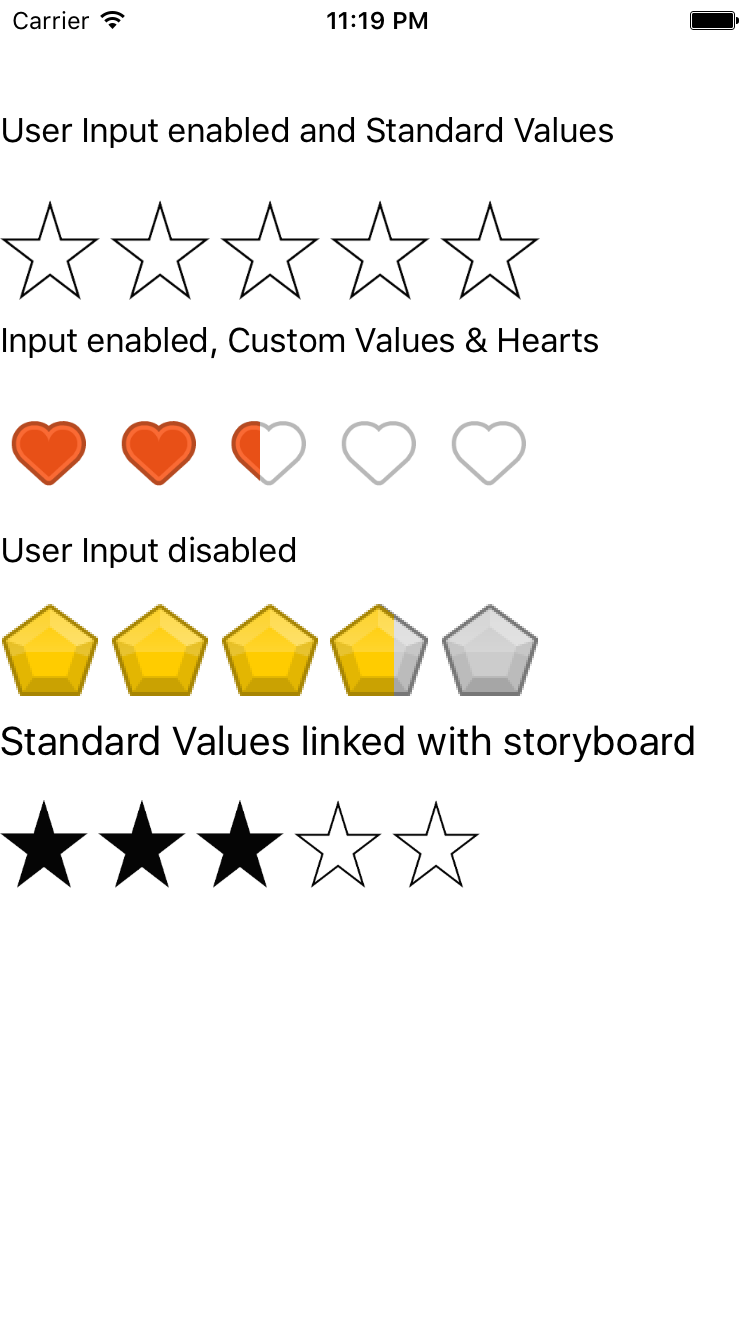 Carrier 11:19 PM
User Input enabled and Standard Values
Input enabled, Custom Values & Hearts
User Input disabled
Standard Values linked with storyboard